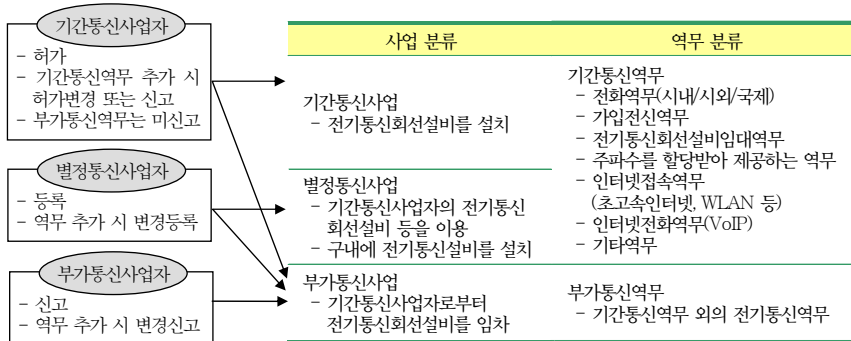 기간통신사업자
- 허가
- 기간통신역무 추가 시
허가변경 또는 신고
- 부가통신역무는 미신고
별정통신사업자
- 등록
- 역무 추가 시 변경등록
부가통신사업자
- 신고
- 역무 추가 시 변경신고
사업 분류
역무 분류
기간통신사업
- 전기통신회선설비를 설치
기간통신역무
- 전화역무(시내/시외/국제)
- 가입전신역무
- 전기통신회선설비임대역무
- 주파수를 할당받아 제공하는 역무
- 인터넷접속역무
(초고속인터넷, WLAN 등)
- 인터넷전화역무(VoIP)
- 기타역무
별정통신사업
- 기간통신사업자의 전기통신
회선설비 등을 이용
- 구내에 전기통신설비를 설치
부가통신사업
- 기간통신사업자로부터
전기통신회선설비를 임차
부가통신역무
- 기간통신역무 외의 전기통신역무